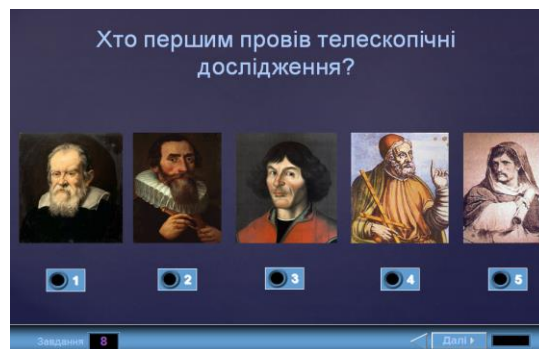 Хто першим провів телескопічні
дослідження?
1 2 3 4 5
Завдання 8 Далі